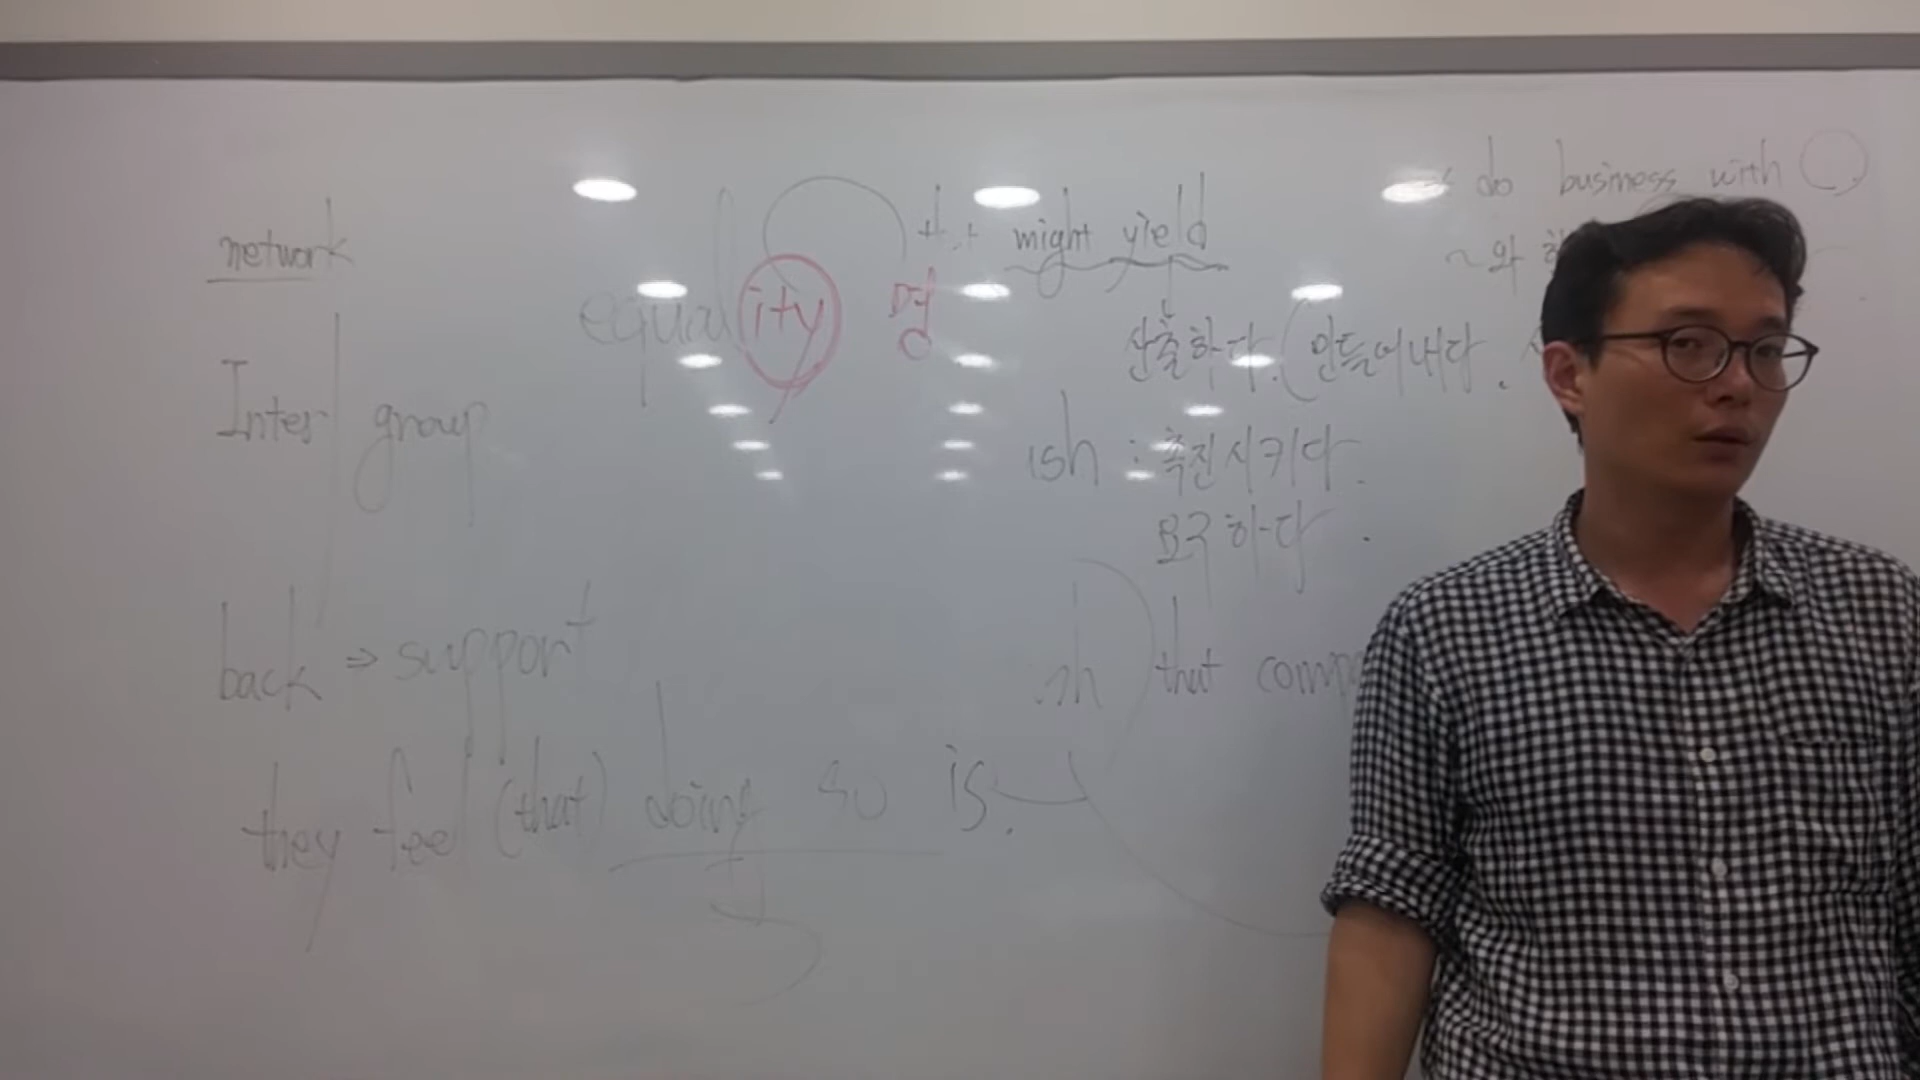 network
Inter group
back ⇒ support
they feel (that) doing so is.
equality 명
might yield
산출하다. (만들어내다.
ish : 촉진시키다.
요구하다.
that
do business with
~와